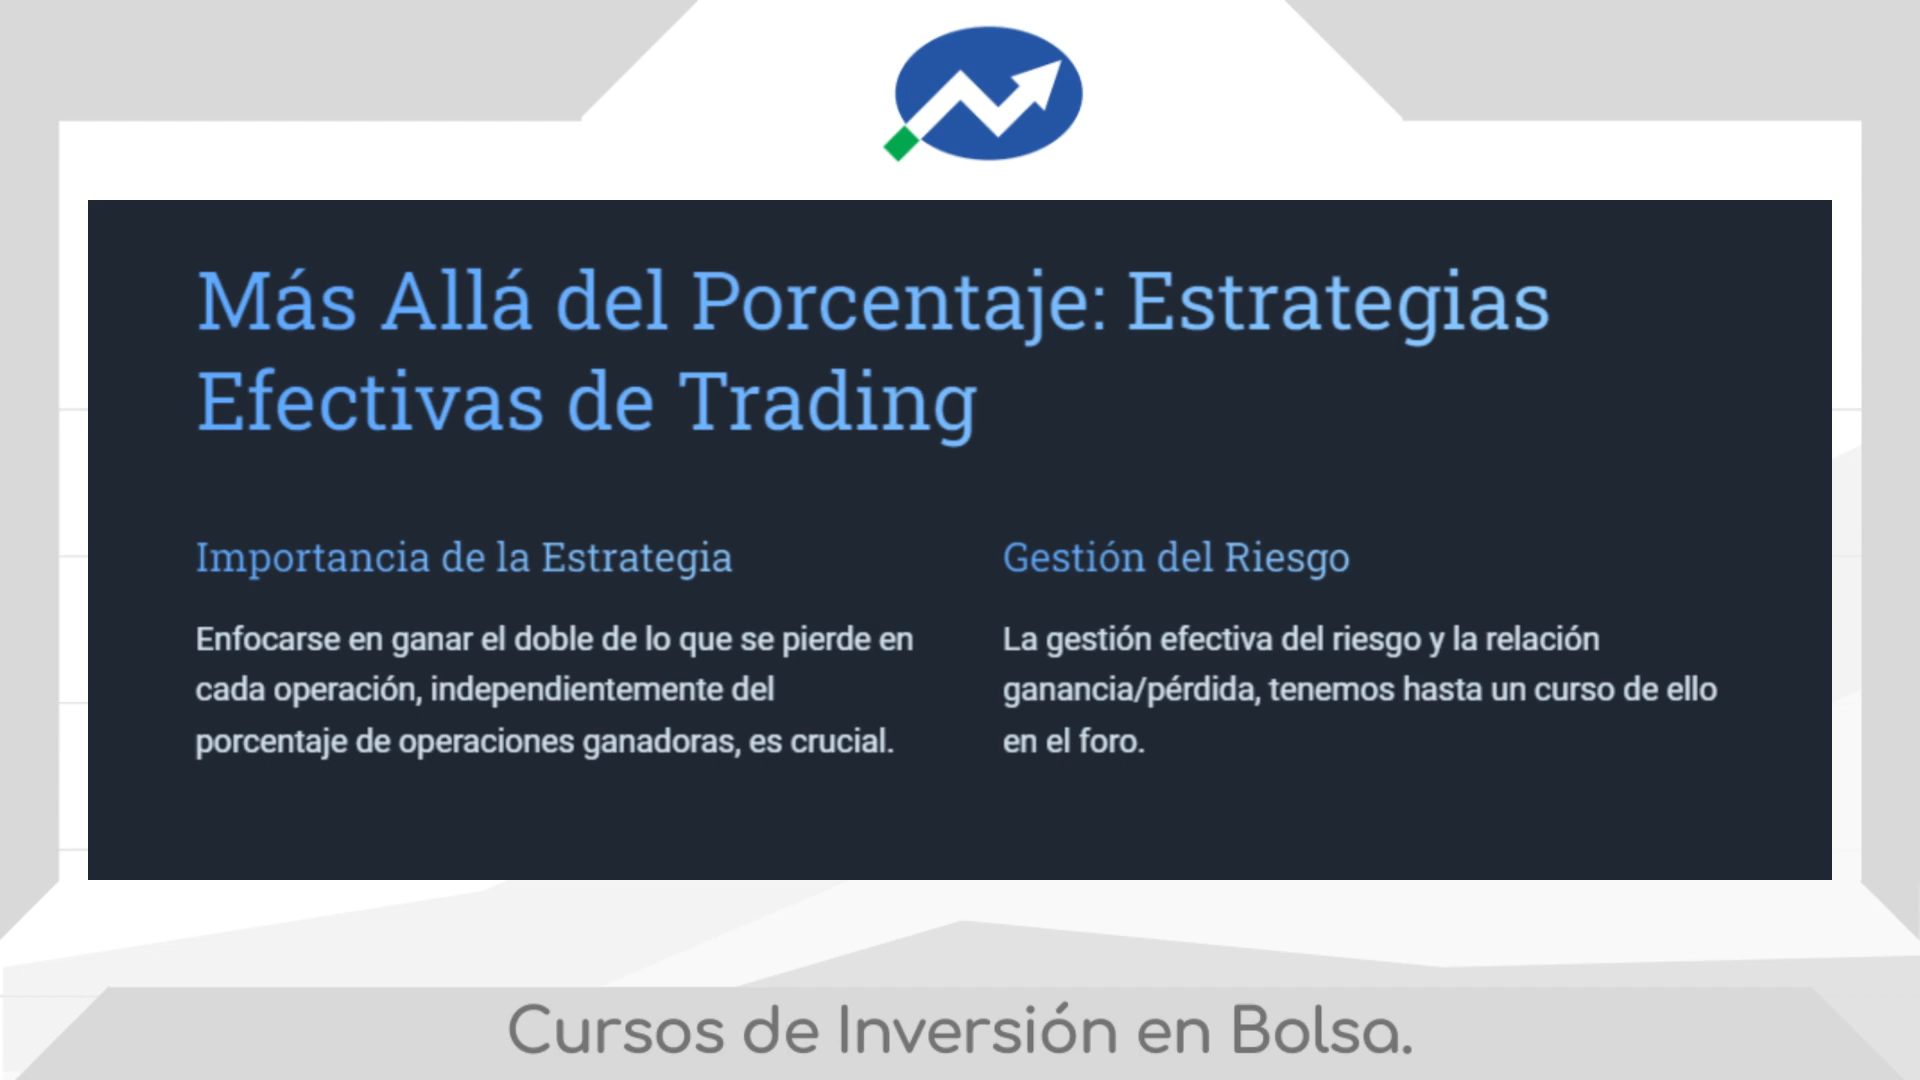 Más Allá del Porcentaje: Estrategias
Efectivas de Trading
Importancia de la Estrategia
Enfocarse en ganar el doble de lo que se pierde en
cada operación, independientemente del
porcentaje de operaciones ganadoras, es crucial.
Gestión del Riesgo
La gestión efectiva del riesgo y la relación
ganancia/pérdida, tenemos hasta un curso de ello
en el foro.
Cursos de Inversión en Bolsa.